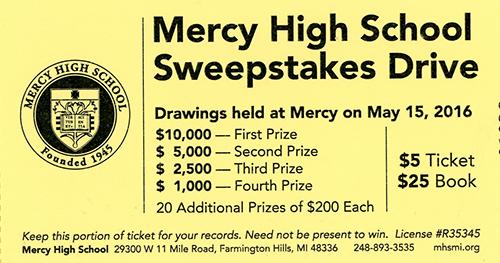 Mercy High School
Sweepstakes Drive
MERCY HIGH SCHOOL
Founded 1945
Drawings held at Mercy on May 15, 2016
$10,000 — First Prize
$ 5,000 — Second Prize
$ 2,500 — Third Prize
$ 1,000 — Fourth Prize
20 Additional Prizes of $200 Each
$5 Ticket
$25 Book
Keep this portion of ticket for your records. Need not be present to win. License #R35345
Mercy High School 29300 W 11 Mile Road, Farmington Hills, MI 48336 248-893-3535 mhsmi.org